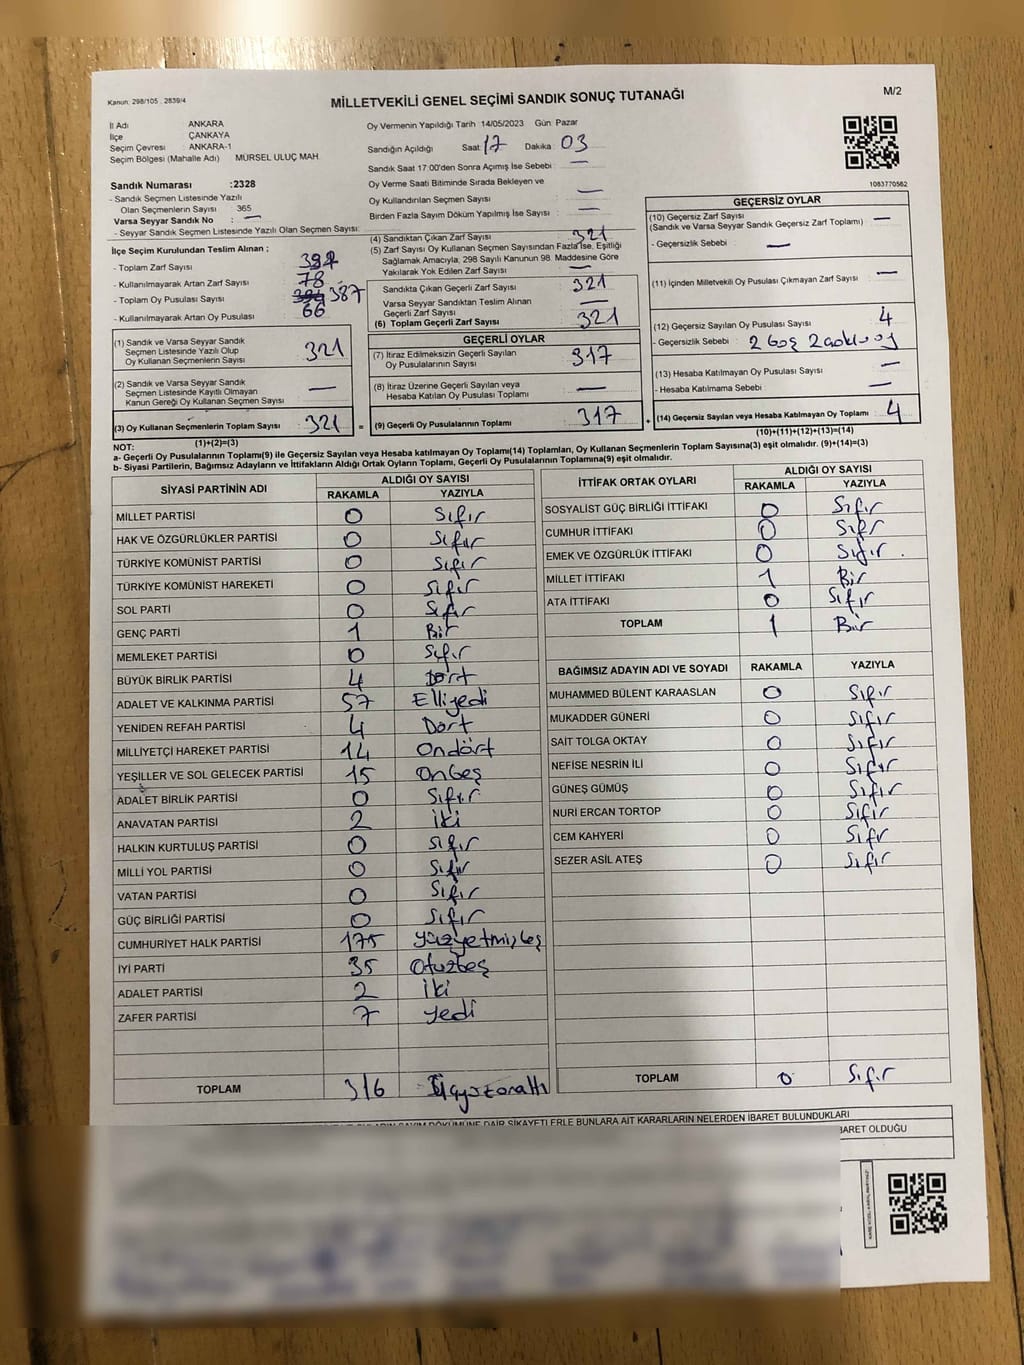 Kanun: 298/105 , 2839/4
MİLLETVEKİLİ GENEL SEÇİMİ SANDIK SONUÇ TUTANAĞI
M/2
İl Adı ANKARA
İlçe ÇANKAYA
Seçim Çevresi : ANKARA-1
Seçim Bölgesi (Mahalle Adı) MÜRSEL ULUÇ MAH.
Sandık Numarası :2328
- Sandık Seçmen Listesinde Yazılı
Olan Seçmenlerin Sayısı 365
Varsa Seyyar Sandık No : —
- Seyyar Sandık Seçmen Listesinde Yazılı Olan Seçmen Sayısı:
Oy Vermenin Yapıldığı Tarih 14/05/2023 Gün Pazar
Sandığın Açıldığı Saat 17 Dakika 03
Sandık Saat 17:00'den Sonra Açımış İse Sebebi : —
Oy Verme Saati Bitiminde Sırada Bekleyen ve
Oy Kullandırılan Seçmen Sayısı : —
Birden Fazla Sayım Döküm Yapılmış İse Sayısı : —
1083770562
İlçe Seçim Kurulundan Teslim Alınan ;
- Toplam Zarf Sayısı
- Kullanılmayarak Artan Zarf Sayısı : 78
- Toplam Oy Pusulası Sayısı : 387
- Kullanılmayarak Artan Oy Pusulası : 66
(4) Sandıktan Çıkan Zarf Sayısı : 321
(5) Zarf Sayısı Oy Kullanan Seçmen Sayısından Fazla İse, Eşitliği
Sağlamak Amacıyla; 298 Sayılı Kanunun 98. Maddesine Göre
Yakılarak Yok Edilen Zarf Sayısı : —
Sandıkta Çıkan Geçerli Zarf Sayısı : 321
Varsa Seyyar Sandıktan Teslim Alınan
Geçerli Zarf Sayısı : —
(6) Toplam Geçerli Zarf Sayısı : 321
GEÇERSİZ OYLAR
(10) Geçersiz Zarf Sayısı : —
(Sandık ve Varsa Seyyar Sandık Geçersiz Zarf Toplamı)
- Geçersizlik Sebebi : —
(11) İçinden Milletvekili Oy Pusulası Çıkmayan Zarf Sayısı : —
(12) Geçersiz Sayılan Oy Pusulası Sayısı : 4
- Geçersizlik Sebebi : 2 boş 2
(13) Hesaba Katılmayan Oy Pusulası Sayısı : —
- Hesaba Katılmama Sebebi : —
(1) Sandık ve Varsa Seyyar Sandık
Seçmen Listesinde Yazılı Olup
Oy Kullanan Seçmenlerin Sayısı : 321
(2) Sandık ve Varsa Seyyar Sandık
Seçmen Listesinde Kayıtlı Olmayan
Kanun Gereği Oy Kullanan Seçmen Sayısı : —
GEÇERLİ OYLAR
(7) İtiraz Edilmeksizin Geçerli Sayılan
Oy Pusulalarının Sayısı : 317
(8) İtiraz Üzerine Geçerli Sayılan veya
Hesaba Katılan Oy Pusulası Toplamı : —
(3) Oy Kullanan Seçmenlerin Toplam Sayısı : 321 = (9) Geçerli Oy Pusulalarının Toplamı : 317 + (14) Geçersiz Sayılan veya Hesaba Katılmayan Oy Toplamı : 4
(1)+(2)=(3)
(10)+(11)+(12)+(13)=(14)
NOT:
a- Geçerli Oy Pusulalarının Toplamı(9) ile Geçersiz Sayılan veya Hesaba katılmayan Oy Toplamı(14) Toplamları, Oy Kullanan Seçmenlerin Toplam Sayısına(3) eşit olmalıdır. (9)+(14)=(3)
b- Siyasi Partilerin, Bağımsız Adayların ve İttifakların Aldığı Ortak Oyların Toplamı, Geçerli Oy Pusulalarının Toplamına(9) eşit olmalıdır.
SİYASİ PARTİNİN ADI ALDIĞI OY SAYISI
RAKAMLA YAZIYLA
MİLLET PARTİSİ 0 Sıfır
HAK VE ÖZGÜRLÜKLER PARTİSİ 0 Sıfır
TÜRKİYE KOMÜNİST PARTİSİ 0 Sıfır
TÜRKİYE KOMÜNİST HAREKETİ 0 Sıfır
SOL PARTİ 0 Sıfır
GENÇ PARTİ 1 Bir
MEMLEKET PARTİSİ 0 Sıfır
BÜYÜK BİRLİK PARTİSİ 4 Dört
ADALET VE KALKINMA PARTİSİ 57 Elliyedi
YENİDEN REFAH PARTİSİ 4 Dört
MİLLİYETÇİ HAREKET PARTİSİ 14 Ondört
YEŞİLLER VE SOL GELECEK PARTİSİ 15 Onbeş
ADALET BİRLİK PARTİSİ 0 Sıfır
ANAVATAN PARTİSİ 2 İki
HALKIN KURTULUŞ PARTİSİ 0 Sıfır
MİLLİ YOL PARTİSİ 0 Sıfır
VATAN PARTİSİ 0 Sıfır
GÜÇ BİRLİĞİ PARTİSİ 0 Sıfır
CUMHURİYET HALK PARTİSİ 175 Yüzyetmişbeş
İYİ PARTİ 35 Otuzbeş
ADALET PARTİSİ 2 İki
ZAFER PARTİSİ 7 Yedi
TOPLAM 316 Üçyüzonaltı
İTTİFAK ORTAK OYLARI ALDIĞI OY SAYISI
RAKAMLA YAZIYLA
SOSYALİST GÜÇ BİRLİĞİ İTTİFAKI 0 Sıfır
CUMHUR İTTİFAKI 0 Sıfır
EMEK VE ÖZGÜRLÜK İTTİFAKI 0 Sıfır
MİLLET İTTİFAKI 1 Bir
ATA İTTİFAKI 0 Sıfır
TOPLAM 1 Bir
BAĞIMSIZ ADAYIN ADI VE SOYADI RAKAMLA YAZIYLA
MUHAMMED BÜLENT KARAASLAN 0 Sıfır
MUKADDER GÜNERİ 0 Sıfır
SAİT TOLGA OKTAY 0 Sıfır
NEFİSE NESRİN İLİ 0 Sıfır
GÜNEŞ GÜMÜŞ 0 Sıfır
NURİ ERCAN TORTOP 0 Sıfır
CEM KAHYERİ 0 Sıfır
SEZER ASİL ATEŞ 0 Sıfır
TOPLAM 0 Sıfır
SAYIM DÖKÜMÜNE DAİR ŞİKAYETLERLE BUNLARA AİT KARARLARIN NELERDEN İBARET BULUNDUKLARI
İBARET OLDUĞU